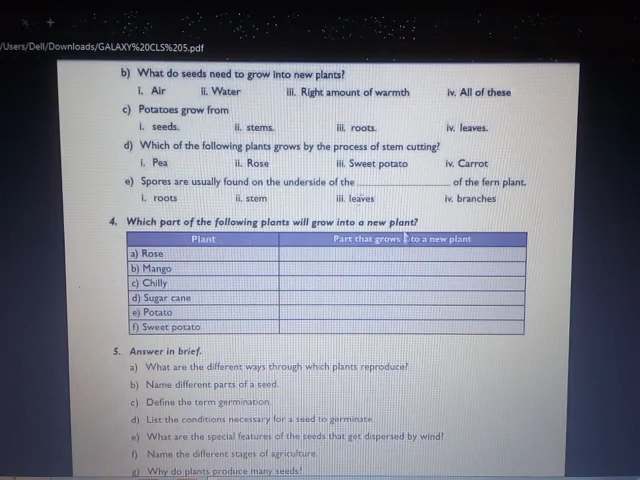 /Users/Dell/Downloads/GALAXY%20CLS%205.pdf
b) What do seeds need to grow into new plants?
i. Air ii. Water iii. Right amount of warmth iv. All of these
c) Potatoes grow from
i. seeds. ii. stems. iii. roots. iv. leaves.
d) Which of the following plants grows by the process of stem cutting?
i. Pea ii. Rose iii. Sweet potato iv. Carrot
e) Spores are usually found on the underside of the ........................ of the fern plant.
i. roots ii. stem iii. leaves iv. branches
4. Which part of the following plants will grow into a new plant?
Plant Part that grows into a new plant
a) Rose
b) Mango
c) Chilly
d) Sugar cane
e) Potato
f) Sweet potato
5. Answer in brief.
a) What are the different ways through which plants reproduce?
b) Name different parts of a seed.
c) Define the term germination.
d) List the conditions necessary for a seed to germinate.
e) What are the special features of the seeds that get dispersed by wind?
f) Name the different stages of agriculture.
g) Why do plants produce many seeds?